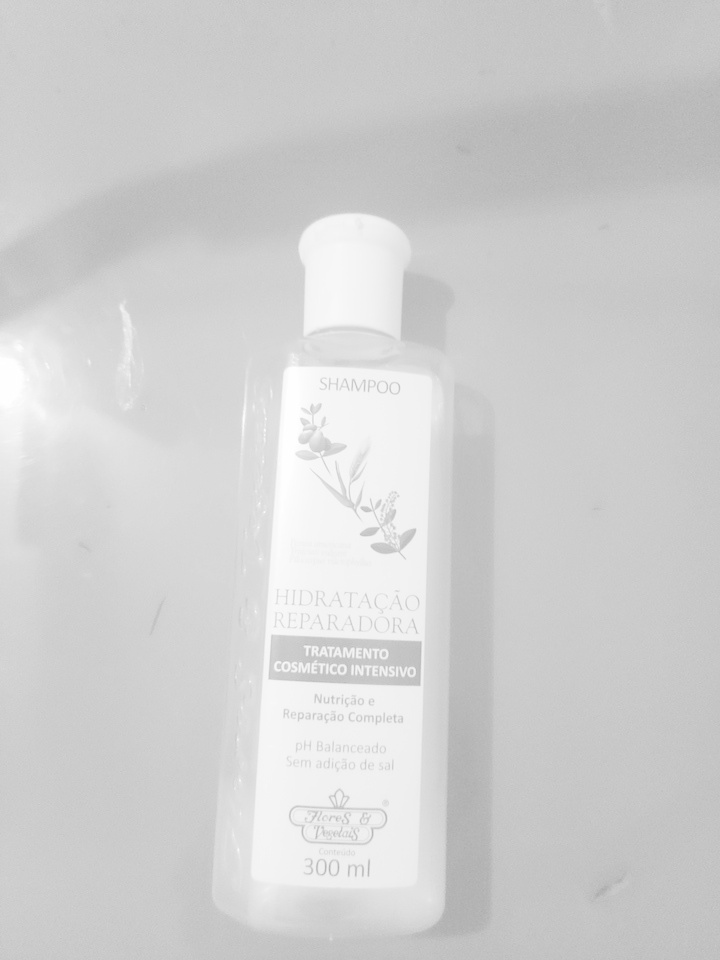 SHAMPOO
HIDRATAÇÃO
REPARADORA
TRATAMENTO
COSMÉTICO INTENSIVO
Nutrição e
Reparação Completa
pH Balanceado
Sem adição de sal
Flores &
Vegetais
®
Conteúdo
300 ml